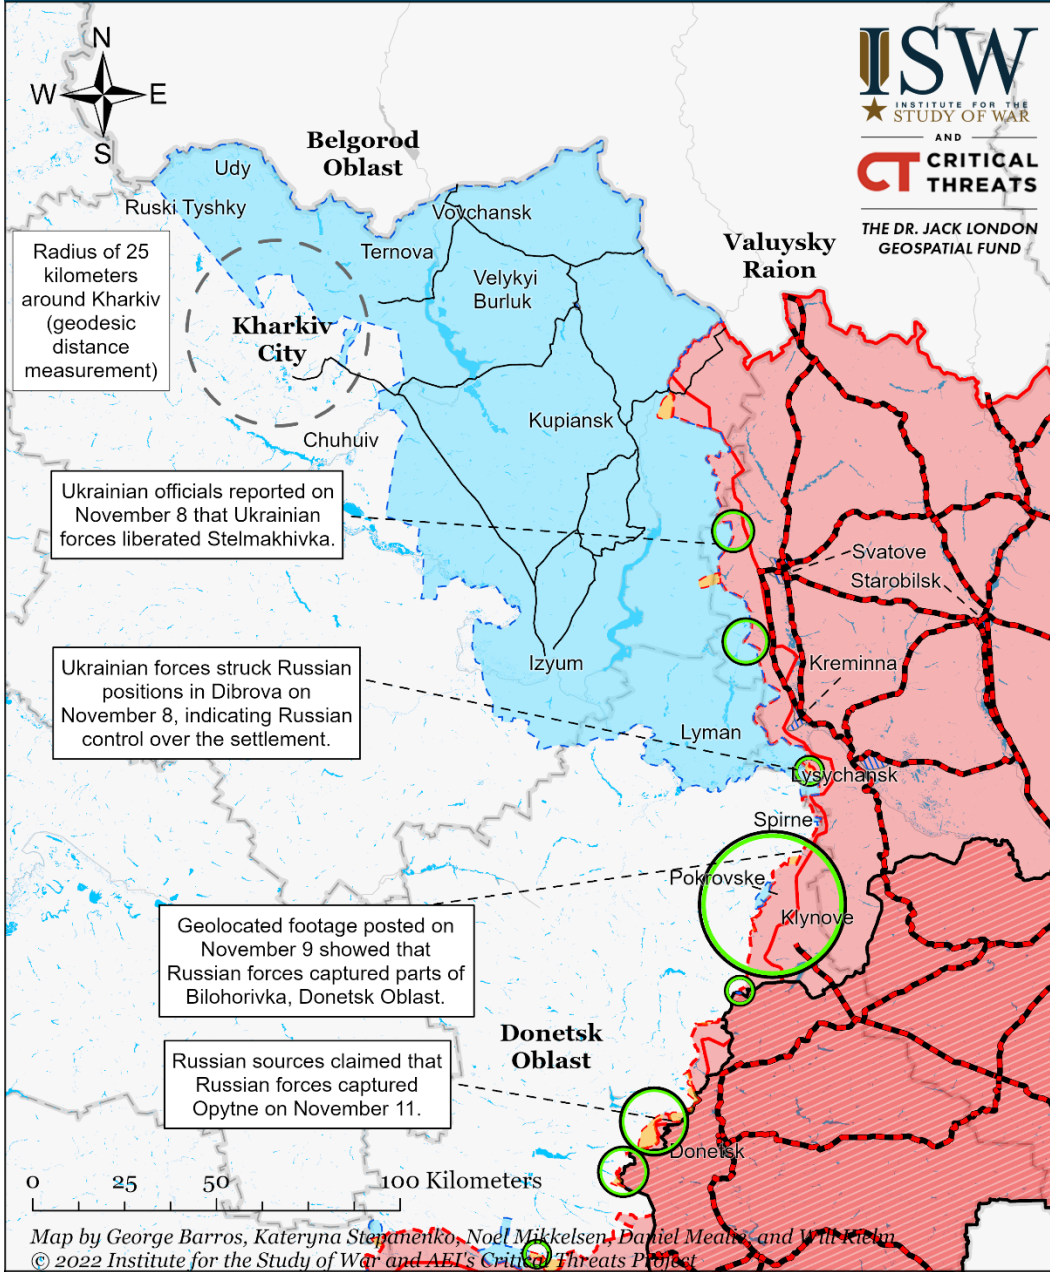 N
W E
S
ISW
INSTITUTE FOR THE
STUDY OF WAR
AND
CT CRITICAL
THREATS
THE DR. JACK LONDON
GEOSPATIAL FUND
Belgorod
Oblast
Udy
Ruski Tyshky
Vovchansk
Ternova
Valuysky
Raion
Radius of 25
kilometers
around Kharkiv
(geodesic
distance
measurement)
Velykyi
Burluk
Kharkiv
City
Kupiansk
Chuhuiv
Ukrainian officials reported on
November 8 that Ukrainian
forces liberated Stelmakhivka.
Svatove
Starobilsk
Ukrainian forces struck Russian
positions in Dibrova on
November 8, indicating Russian
control over the settlement.
Izyum
Kreminna
Lyman
Lysychansk
Spirne
Pokrovske
Klynove
Geolocated footage posted on
November 9 showed that
Russian forces captured parts of
Bilohorivka, Donetsk Oblast.
Donetsk
Oblast
Russian sources claimed that
Russian forces captured
Opytne on November 11.
Donetsk
0 25 50 100 Kilometers
Map by George Barros, Kateryna Stepanenko, Noel Mikkelsen, Daniel Mealie, and Will Kielm
© 2022 Institute for the Study of War and AEI's Critical Threats Project